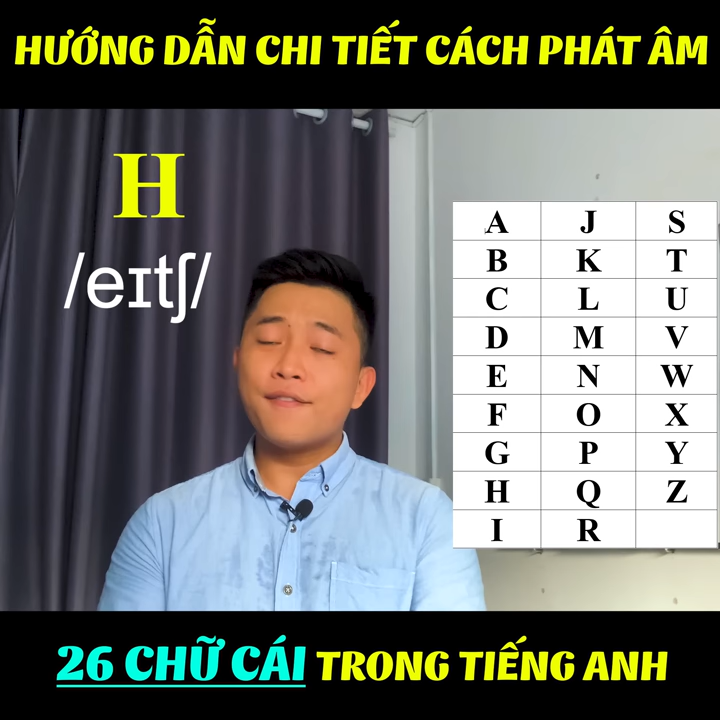 HƯỚNG DẪN CHI TIẾT CÁCH PHÁT ÂM
H
/eɪtʃ/
A J S
B K T
C L U
D M V
E N W
F O X
G P Y
H Q Z
I R
26 CHỮ CÁI TRONG TIẾNG ANH